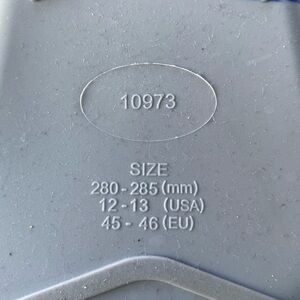 10973
SIZE
280-285 (mm)
12-13 (USA)
45 - 46 (EU)